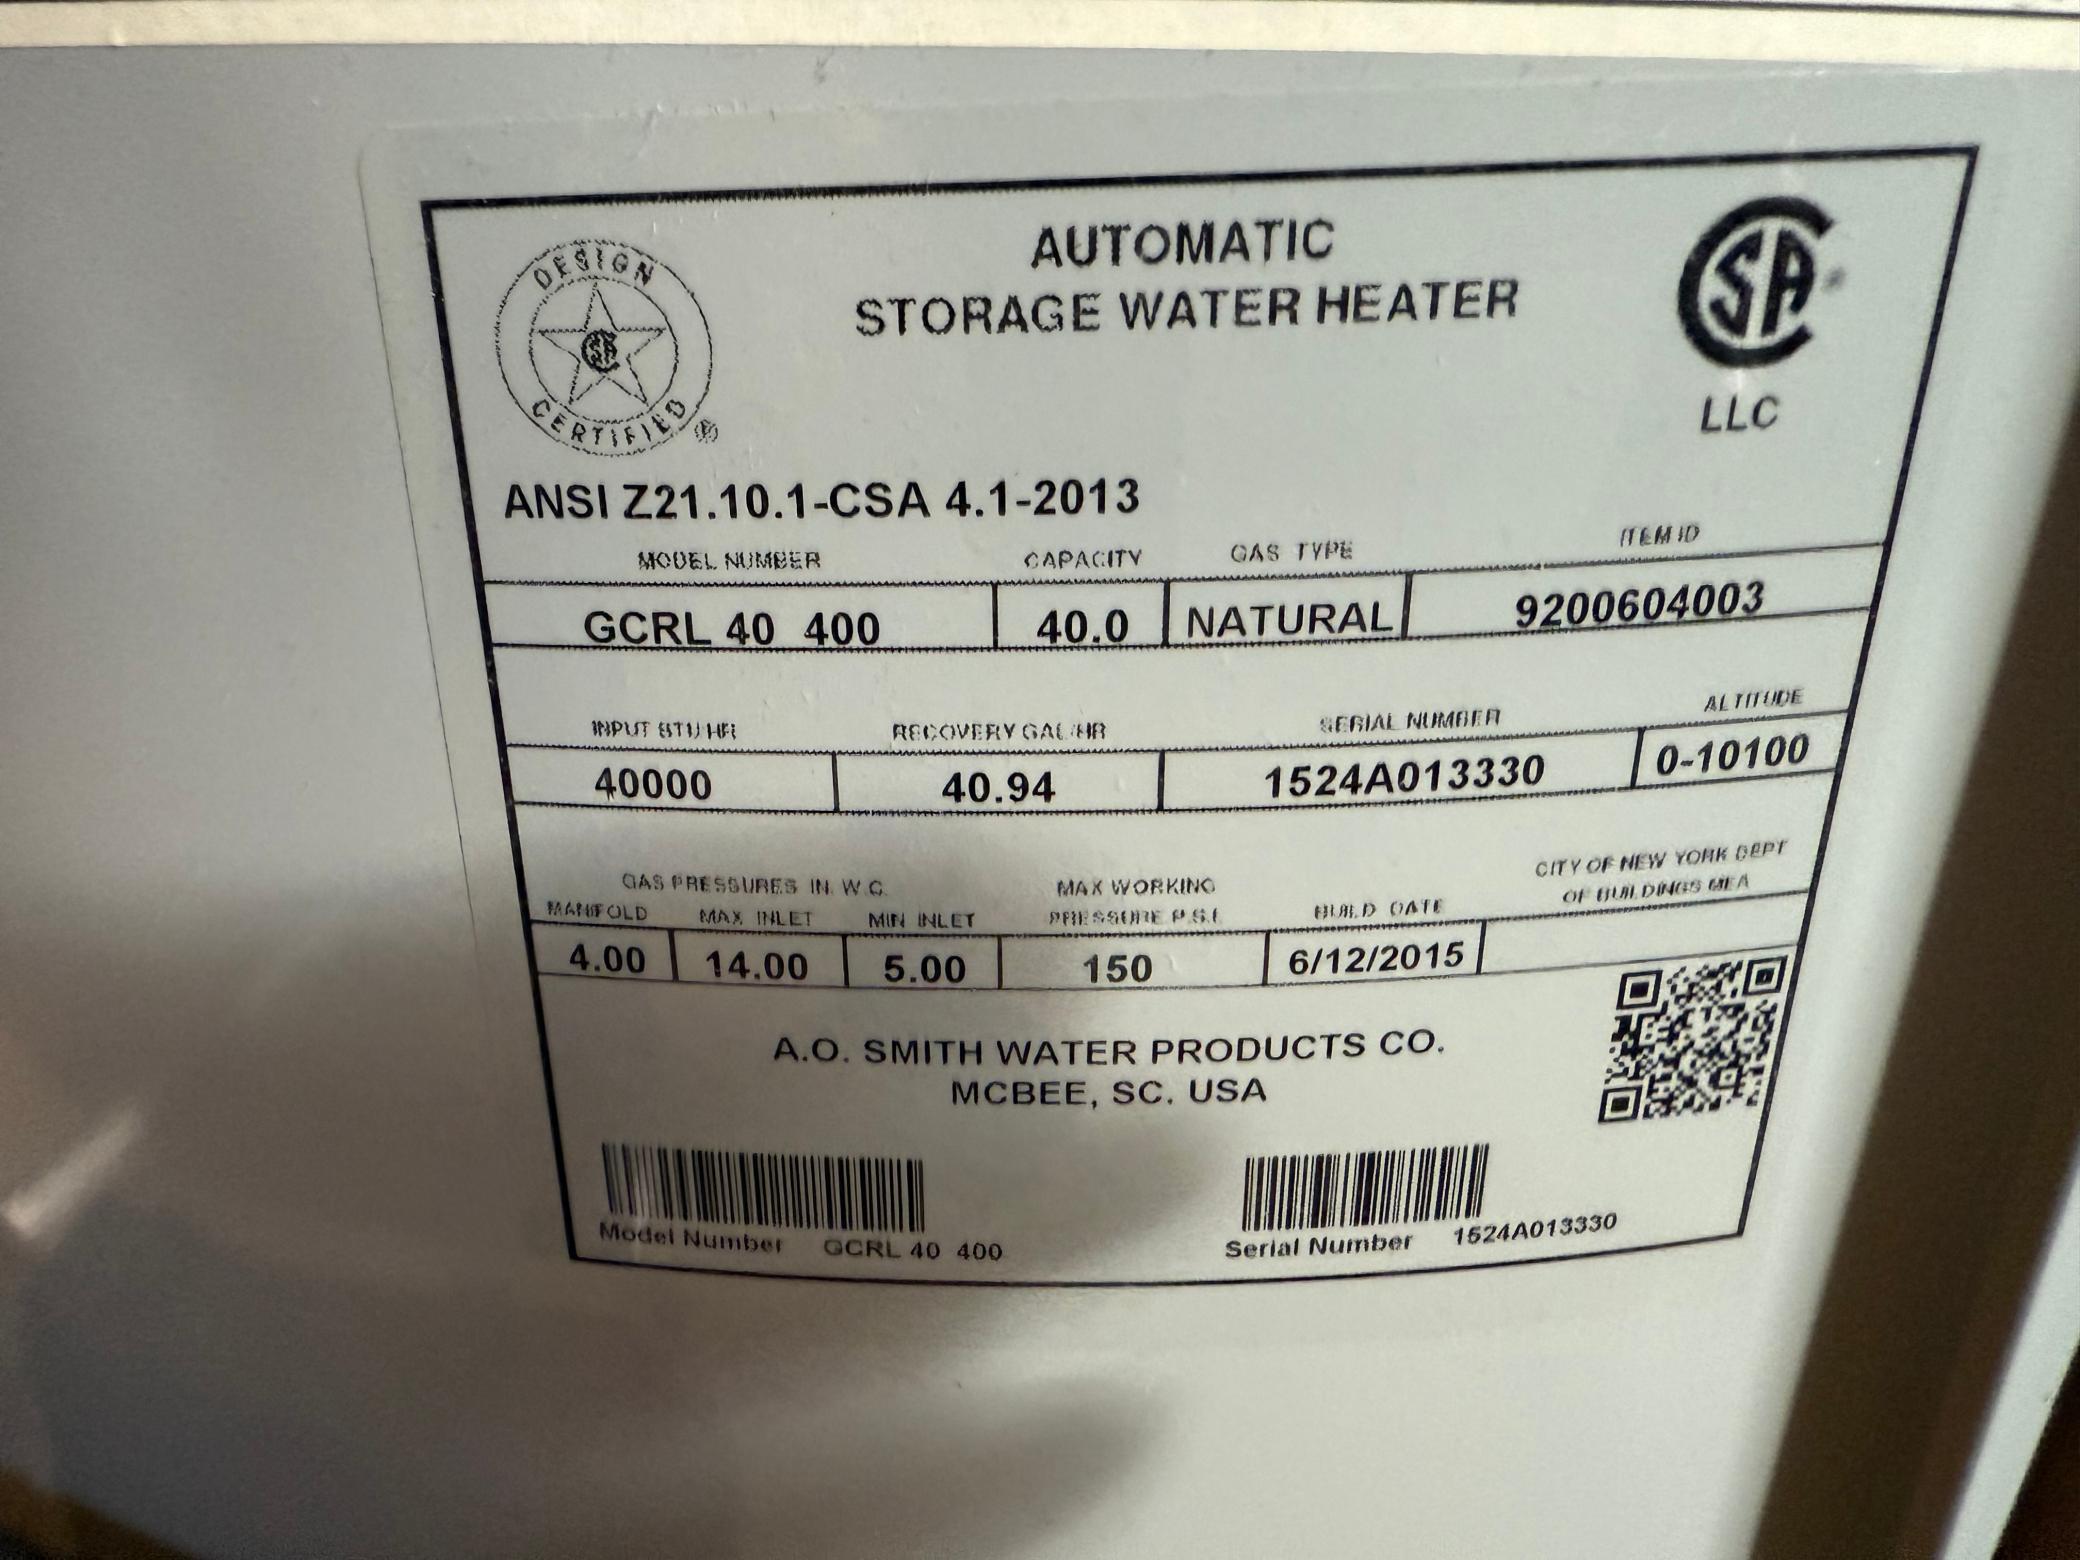 DESIGN
CSA
CERTIFIED ®
AUTOMATIC
STORAGE WATER HEATER
CSA
LLC
ANSI Z21.10.1-CSA 4.1-2013
MODEL NUMBER CAPACITY GAS TYPE ITEM ID
GCRL 40 400 40.0 NATURAL 9200604003
INPUT BTU/HR RECOVERY GAL/HR SERIAL NUMBER ALTITUDE
40000 40.94 1524A013330 0-10100
GAS PRESSURES IN. W.C. MAX WORKING CITY OF NEW YORK DEPT
MANIFOLD MAX INLET MIN INLET PRESSURE P.S.I. BUILD DATE OF BUILDINGS MEA
4.00 14.00 5.00 150 6/12/2015
A.O. SMITH WATER PRODUCTS CO.
MCBEE, SC. USA
Model Number GCRL 40 400 Serial Number 1524A013330